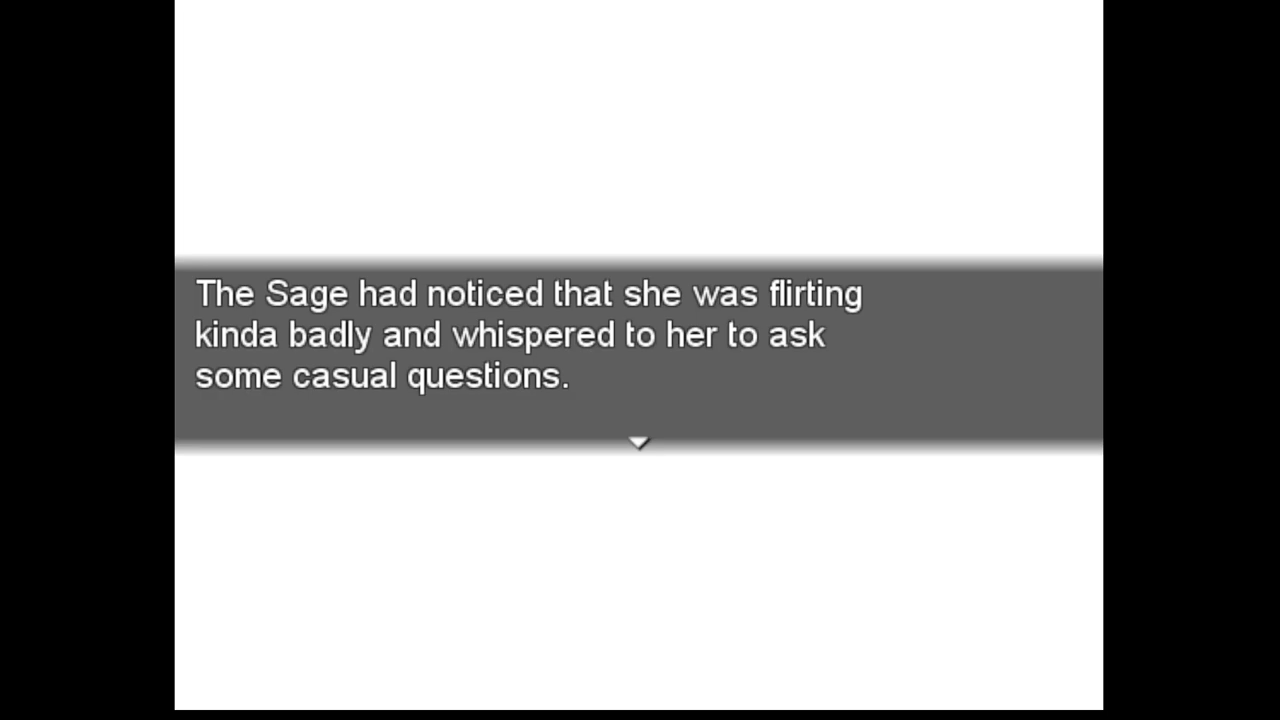 The Sage had noticed that she was flirting
kinda badly and whispered to her to ask
some casual questions.